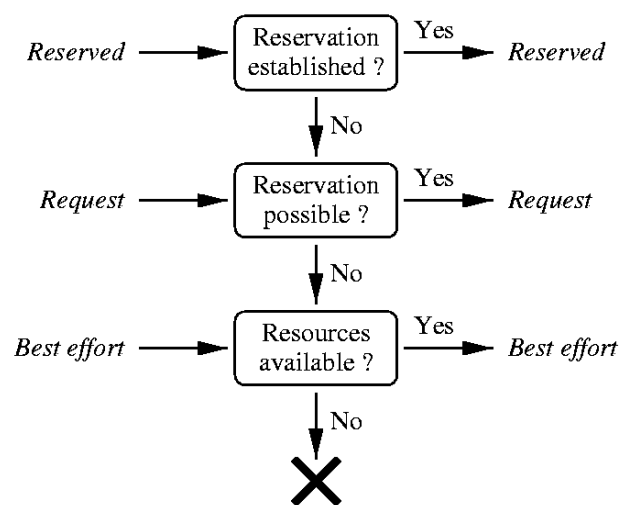 Reserved
Reservation
established ?
Yes
Reserved
No
Request
Reservation
possible ?
Yes
Request
No
Best effort
Resources
available ?
Yes
Best effort
No